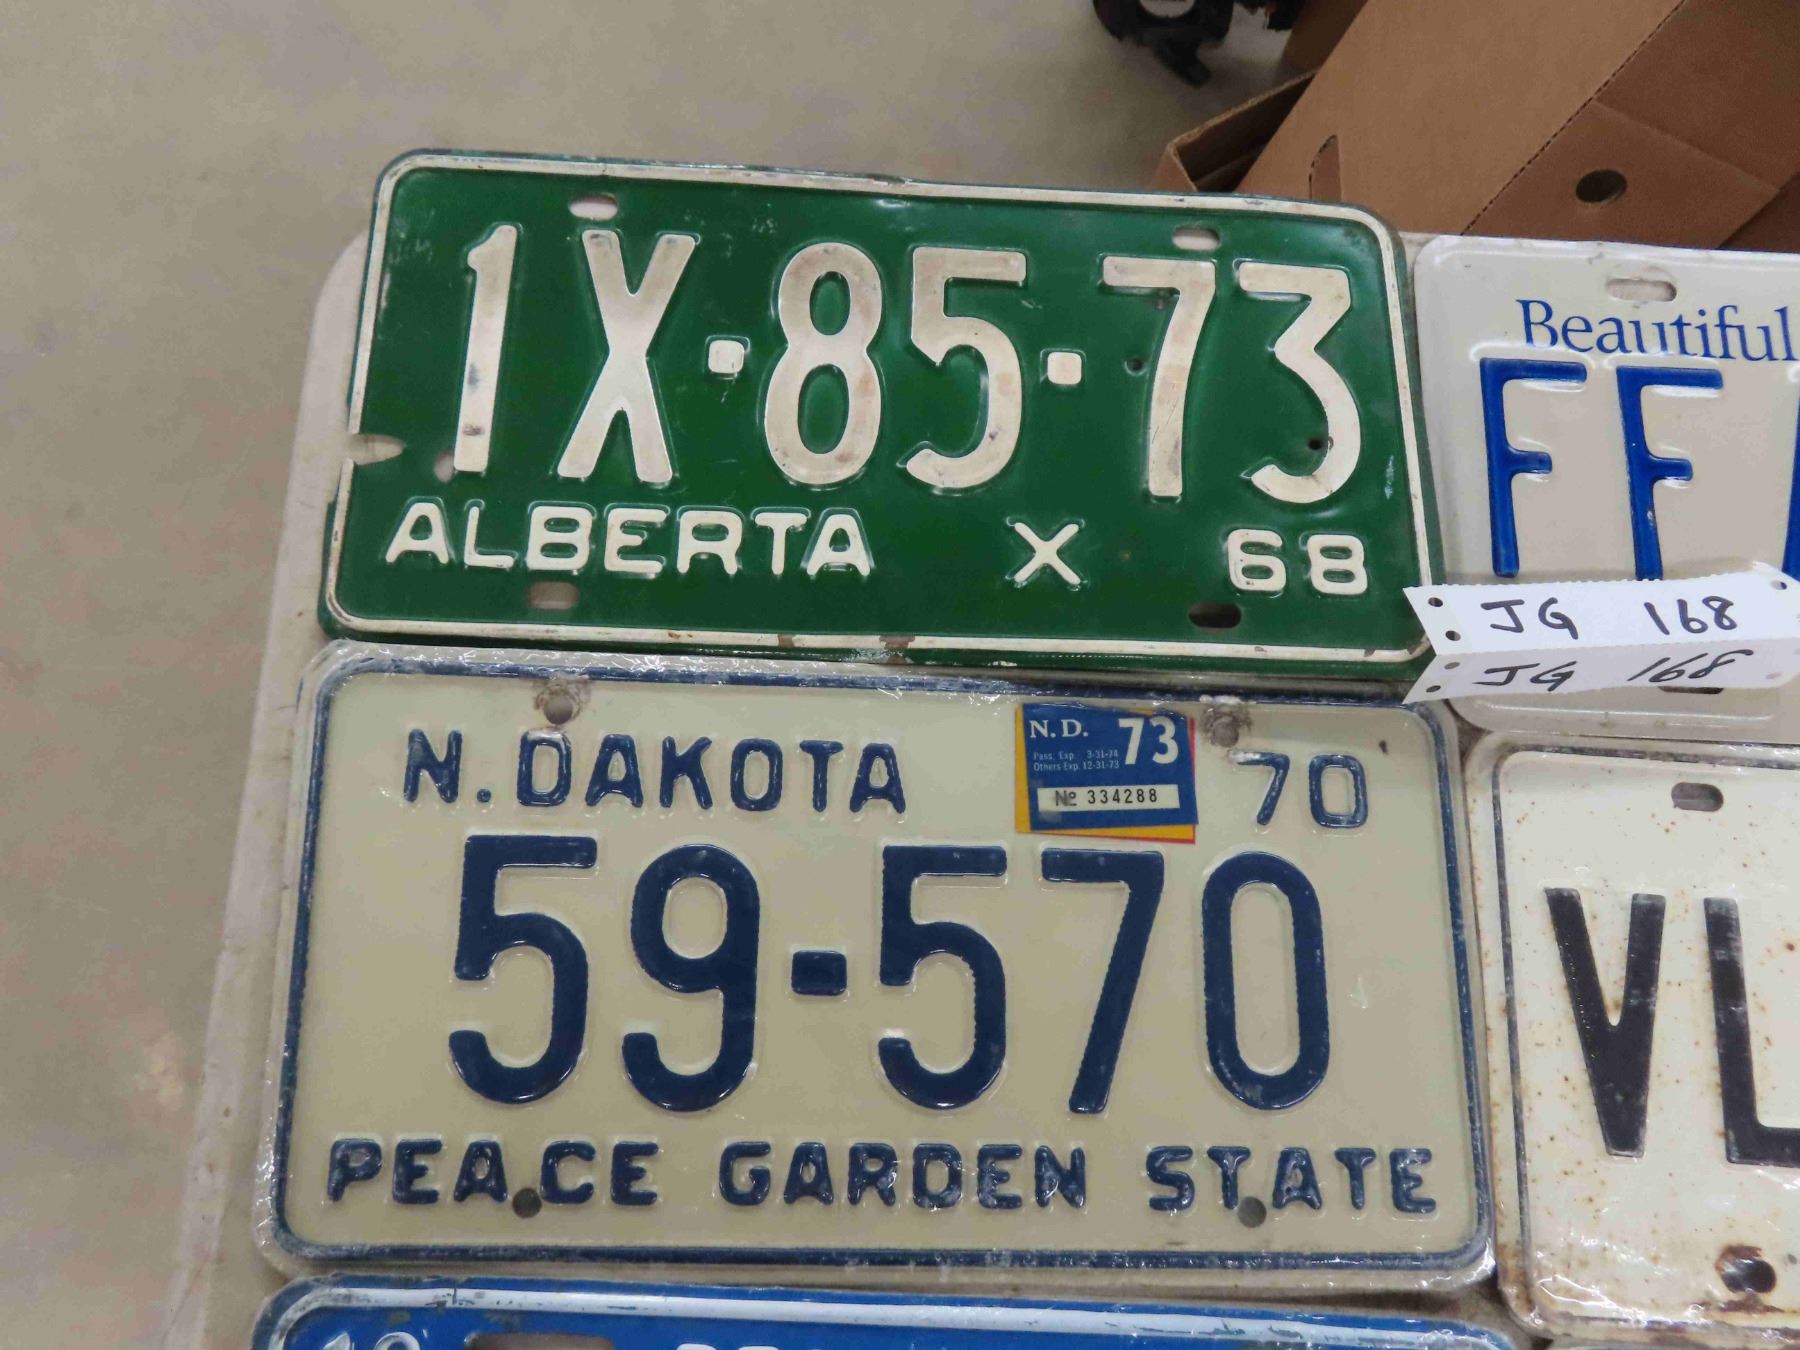 1X·85·73
ALBERTA X 68
Beautiful
FF
JG 168
JG 168
N. DAKOTA 70
N. D. 73
Pass. Exp. 3-31-74
Others Exp. 12-31-73
№ 334288
59-570
PEACE GARDEN STATE
VL